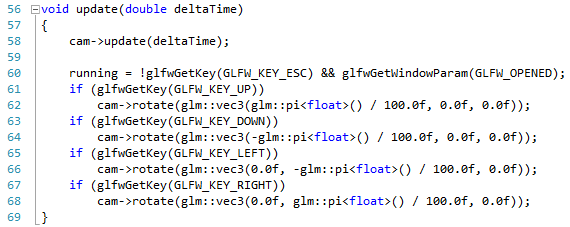 56 void update(double deltaTime)
57 {
58     cam->update(deltaTime);
59
60     running = !glfwGetKey(GLFW_KEY_ESC) && glfwGetWindowParam(GLFW_OPENED);
61     if (glfwGetKey(GLFW_KEY_UP))
62         cam->rotate(glm::vec3(glm::pi<float>() / 100.0f, 0.0f, 0.0f));
63     if (glfwGetKey(GLFW_KEY_DOWN))
64         cam->rotate(glm::vec3(-glm::pi<float>() / 100.0f, 0.0f, 0.0f));
65     if (glfwGetKey(GLFW_KEY_LEFT))
66         cam->rotate(glm::vec3(0.0f, -glm::pi<float>() / 100.0f, 0.0f));
67     if (glfwGetKey(GLFW_KEY_RIGHT))
68         cam->rotate(glm::vec3(0.0f, glm::pi<float>() / 100.0f, 0.0f));
69 }